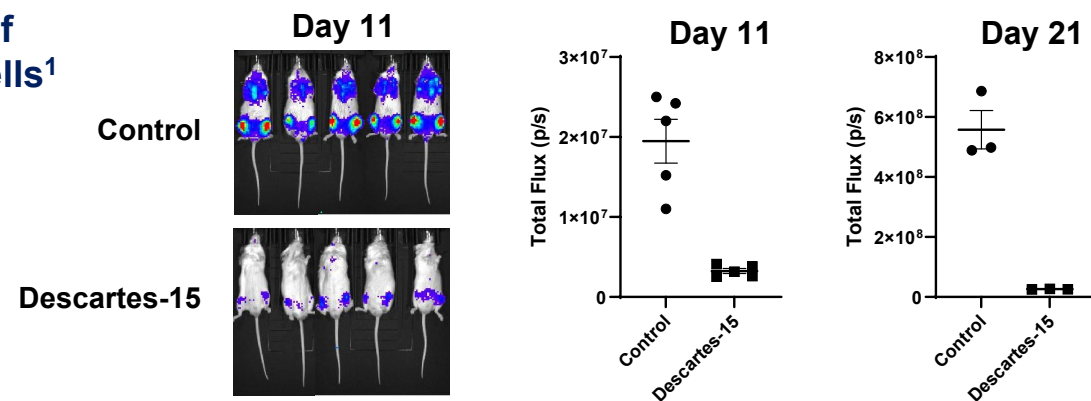 of
ells¹
Day 11
Control
Descartes-15
Day 11
Total Flux (p/s)
3×10⁷
2×10⁷
1×10⁷
0
Control
Descartes-15
Day 21
Total Flux (p/s)
8×10⁸
6×10⁸
4×10⁸
2×10⁸
0
Control
Descartes-15